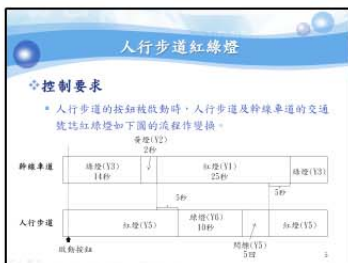 人行步道紅綠燈
控制要求
人行步道的按鈕被啟動時，人行步道及幹線車道的交通
號誌紅綠燈如下圖的流程作變換。
黃燈(Y2)
2秒
幹線車道
綠燈(Y3)
14秒
紅燈(Y1)
25秒
綠燈(Y3)
5秒
5秒
人行步道
紅燈(Y5)
綠燈(Y6)
10秒
紅燈(Y5)
閃爍(Y5)
5回
啟動按鈕